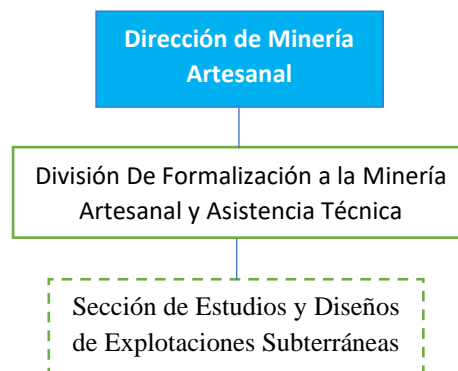 Dirección de Minería
Artesanal
División De Formalización a la Minería
Artesanal y Asistencia Técnica
Sección de Estudios y Diseños
de Explotaciones Subterráneas